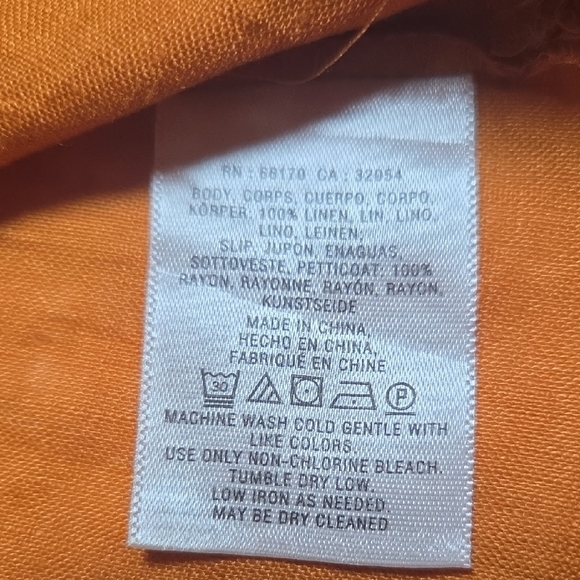 RN : 66170 CA : 32054
BODY, CORPS, CUERPO, CORPO,
KÖRPER, 100% LINEN, LIN, LINO,
LINO, LEINEN;
SLIP, JUPON, ENAGUAS,
SOTTOVESTE, PETTICOAT: 100%
RAYON, RAYONNE, RAYÓN, RAYON,
KUNSTSEIDE
MADE IN CHINA,
HECHO EN CHINA,
FABRIQUÉ EN CHINE
30 P
MACHINE WASH COLD GENTLE WITH
LIKE COLORS.
USE ONLY NON-CHLORINE BLEACH.
TUMBLE DRY LOW.
LOW IRON AS NEEDED.
MAY BE DRY CLEANED